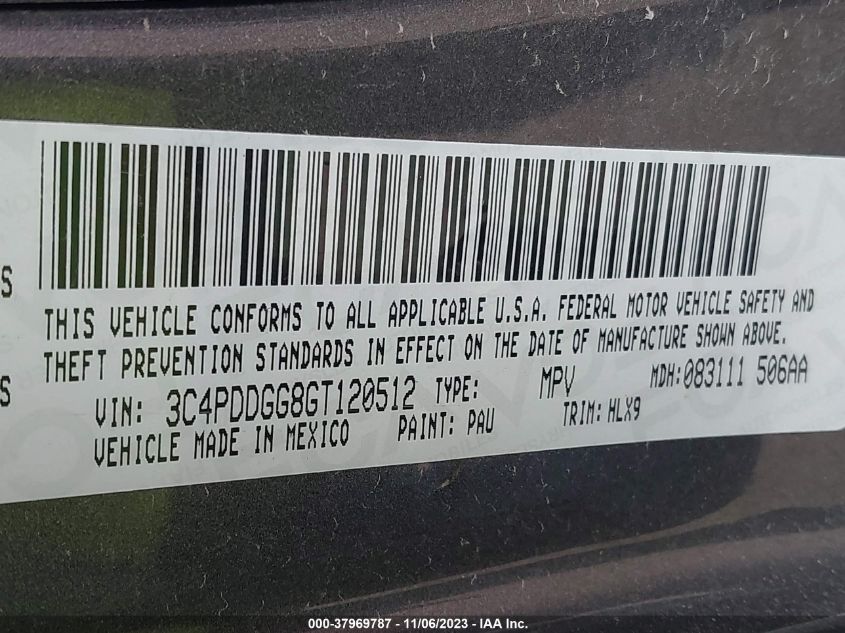 S
THIS VEHICLE CONFORMS TO ALL APPLICABLE U.S.A. FEDERAL MOTOR VEHICLE SAFETY AND
THEFT PREVENTION STANDARDS IN EFFECT ON THE DATE OF MANUFACTURE SHOWN ABOVE.
S
VIN: 3C4PDDGG8GT120512 TYPE: MPV MDH:083111 506AA
VEHICLE MADE IN MEXICO PAINT: PAU TRIM: HLX9
000-37969787 - 11/06/2023 - IAA Inc.